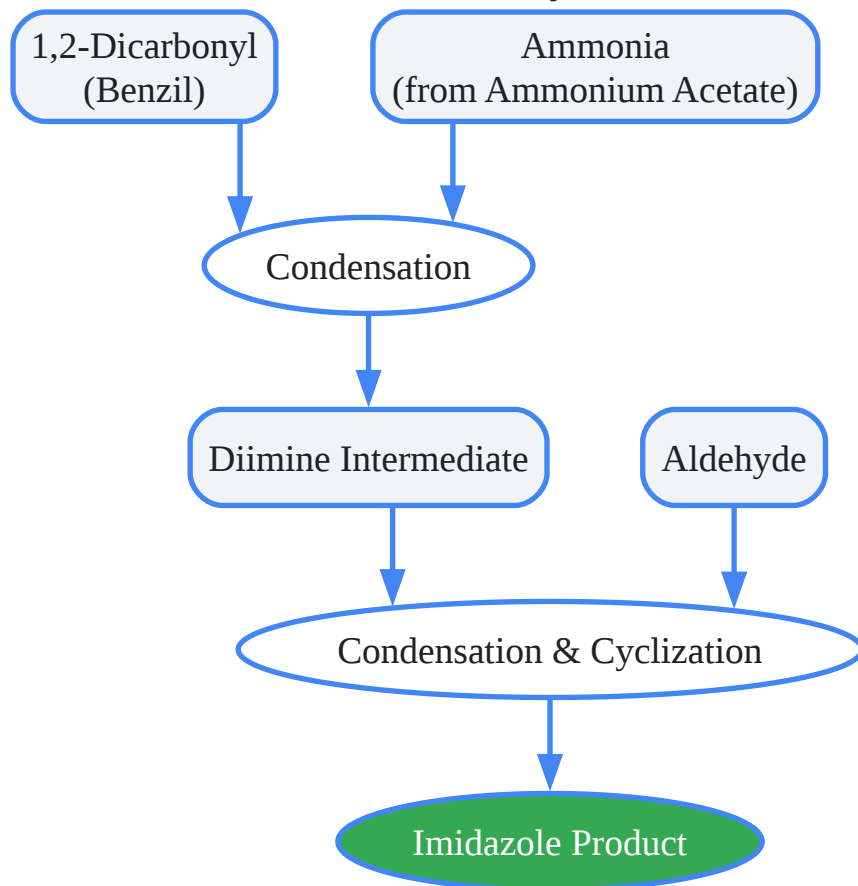 1,2-Dicarbonyl
(Benzil)
Ammonia
(from Ammonium Acetate)
Condensation
Diimine Intermediate
Aldehyde
Condensation & Cyclization
Imidazole Product